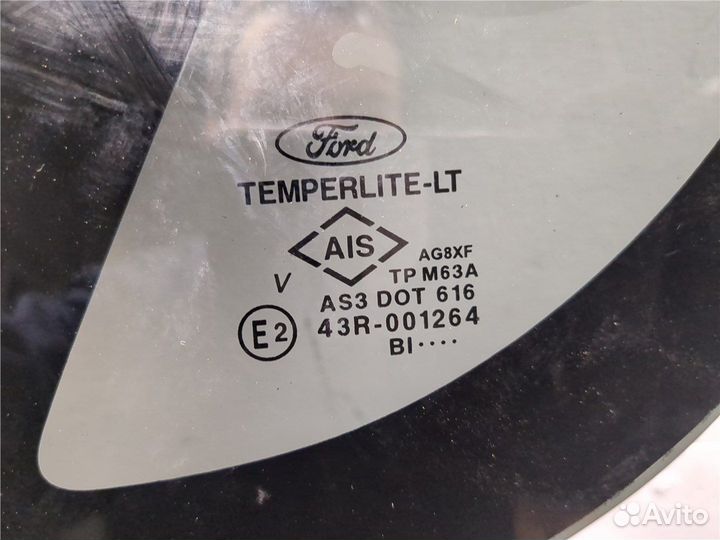 Ford
TEMPERLITE-LT
AIS
AG8XF
V
TP M63A
AS3 DOT 616
E2
43R-001264
BI····
Avito